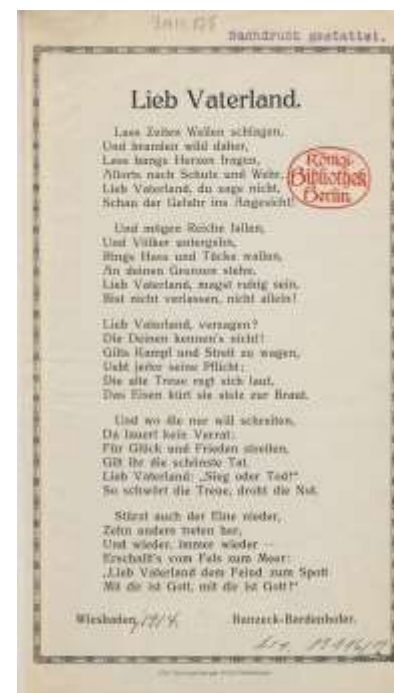 Nachdruck gestattet.
Lieb Vaterland.
Lass Zeiten Wellen schlagen,
Und branden wild daher,
Lass bange Herzen fragen,
Allerts nach Schutz und Wehr,
Lieb Vaterland, du zage nicht,
Schau der Gefahr ins Angesicht!
Königl.
Bibliothek
Berlin
Und mögen Reiche fallen,
Und Völker untergehn,
Rings Hass und Tücke wallen,
An deinen Grenzen stehn,
Lieb Vaterland, magst ruhig sein,
Bist nicht verlassen, nicht allein!
Lieb Vaterland, verzagen?
Die Deinen kennen's nicht!
Gilts Kampf und Streit zu wagen,
Uebt jeder seine Pflicht;
Die alte Treue regt sich laut,
Das Eisen kürt sie stolz zur Braut.
Und wo die nur will schreiten,
Da lauert kein Verrat;
Für Glück und Frieden streiten,
Gilt ihr die schönste Tat.
Lieb Vaterland: „Sieg oder Tod!"
So schwört die Treue, droht die Not.
Stürzt auch der Eine nieder,
Zehn andere treten her,
Und wieder, immer wieder —
Erschallt's vom Fels zum Meer:
„Lieb Vaterland dem Feind zum Spott
Mit dir ist Gott, mit dir ist Gott!"
Wiesbaden, 1914. Hanzeck-Berdenhofer.